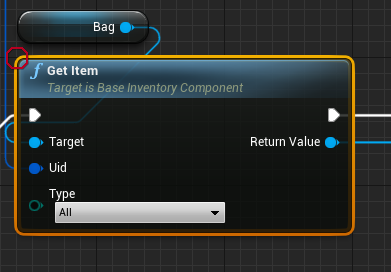 Bag
Get Item
Target is Base Inventory Component
Target
Return Value
Uid
Type
All